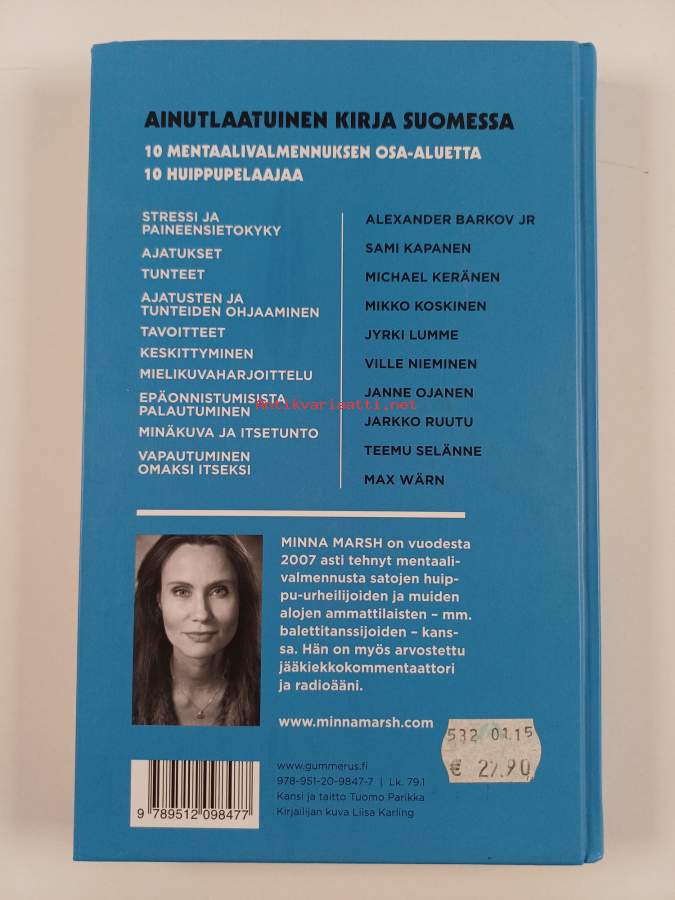 AINUTLAATUINEN KIRJA SUOMESSA
10 MENTAALIVALMENNUKSEN OSA-ALUETTA
10 HUIPPUPELAAJAA
STRESSI JA
PAINEENSIETOKYKY
AJATUKSET
TUNTEET
AJATUSTEN JA
TUNTEIDEN OHJAAMINEN
TAVOITTEET
KESKITTYMINEN
MIELIKUVAHARJOITTELU
EPÄONNISTUMISISTA
PALAUTUMINEN
MINÄKUVA JA ITSETUNTO
VAPAUTUMINEN
OMAKSI ITSEKSI
ALEXANDER BARKOV JR
SAMI KAPANEN
MICHAEL KERÄNEN
MIKKO KOSKINEN
JYRKI LUMME
VILLE NIEMINEN
JANNE OJANEN
JARKKO RUUTU
TEEMU SELÄNNE
MAX WÄRN
Antikvariaatti.net
MINNA MARSH on vuodesta
2007 asti tehnyt mentaali-
valmennusta satojen huip-
pu-urheilijoiden ja muiden
alojen ammattilaisten – mm.
balettitanssijoiden – kans-
sa. Hän on myös arvostettu
jääkiekkokommentaattori
ja radioääni.
www.minnamarsh.com
532 01.15
€ 27.90
www.gummerus.fi
978-951-20-9847-7 | Lk. 79.1
Kansi ja taitto Tuomo Parikka
Kirjailijan kuva Liisa Karling
9 789512 098477